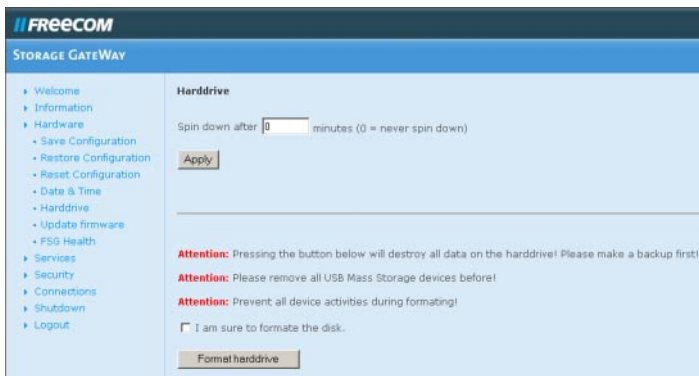 FREECOM
STORAGE GATEWAY
Welcome
Information
Hardware
Save Configuration
Restore Configuration
Reset Configuration
Date & Time
Harddrive
Update firmware
FSG Health
Services
Security
Connections
Shutdown
Logout
Harddrive
Spin down after 0 minutes (0 = never spin down)
Apply
Attention: Pressing the button below will destroy all data on the harddrive! Please make a backup first!
Attention: Please remove all USB Mass Storage devices before!
Attention: Prevent all device activities during formating!
I am sure to formate the disk.
Format harddrive